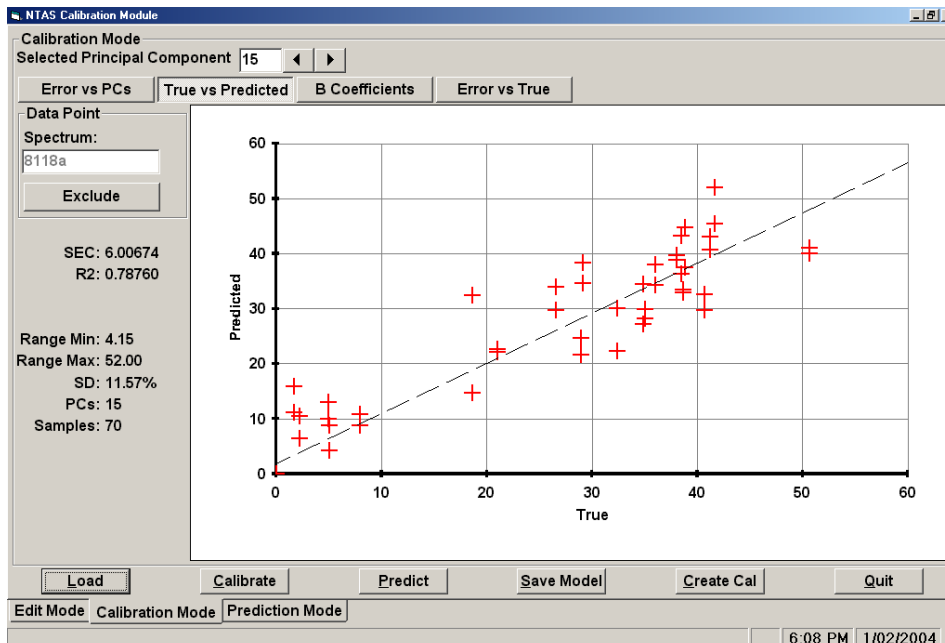 NTAS Calibration Module
Calibration Mode
Selected Principal Component 15
Error vs PCs True vs Predicted B Coefficients Error vs True
Data Point
Spectrum:
8118a
Exclude
SEC: 6.00674
R2: 0.78760
Range Min: 4.15
Range Max: 52.00
SD: 11.57%
PCs: 15
Samples: 70
Predicted
60
50
40
30
20
10
0
0 10 20 30 40 50 60
True
Load Calibrate Predict Save Model Create Cal Quit
Edit Mode Calibration Mode Prediction Mode
6:08 PM 1/02/2004